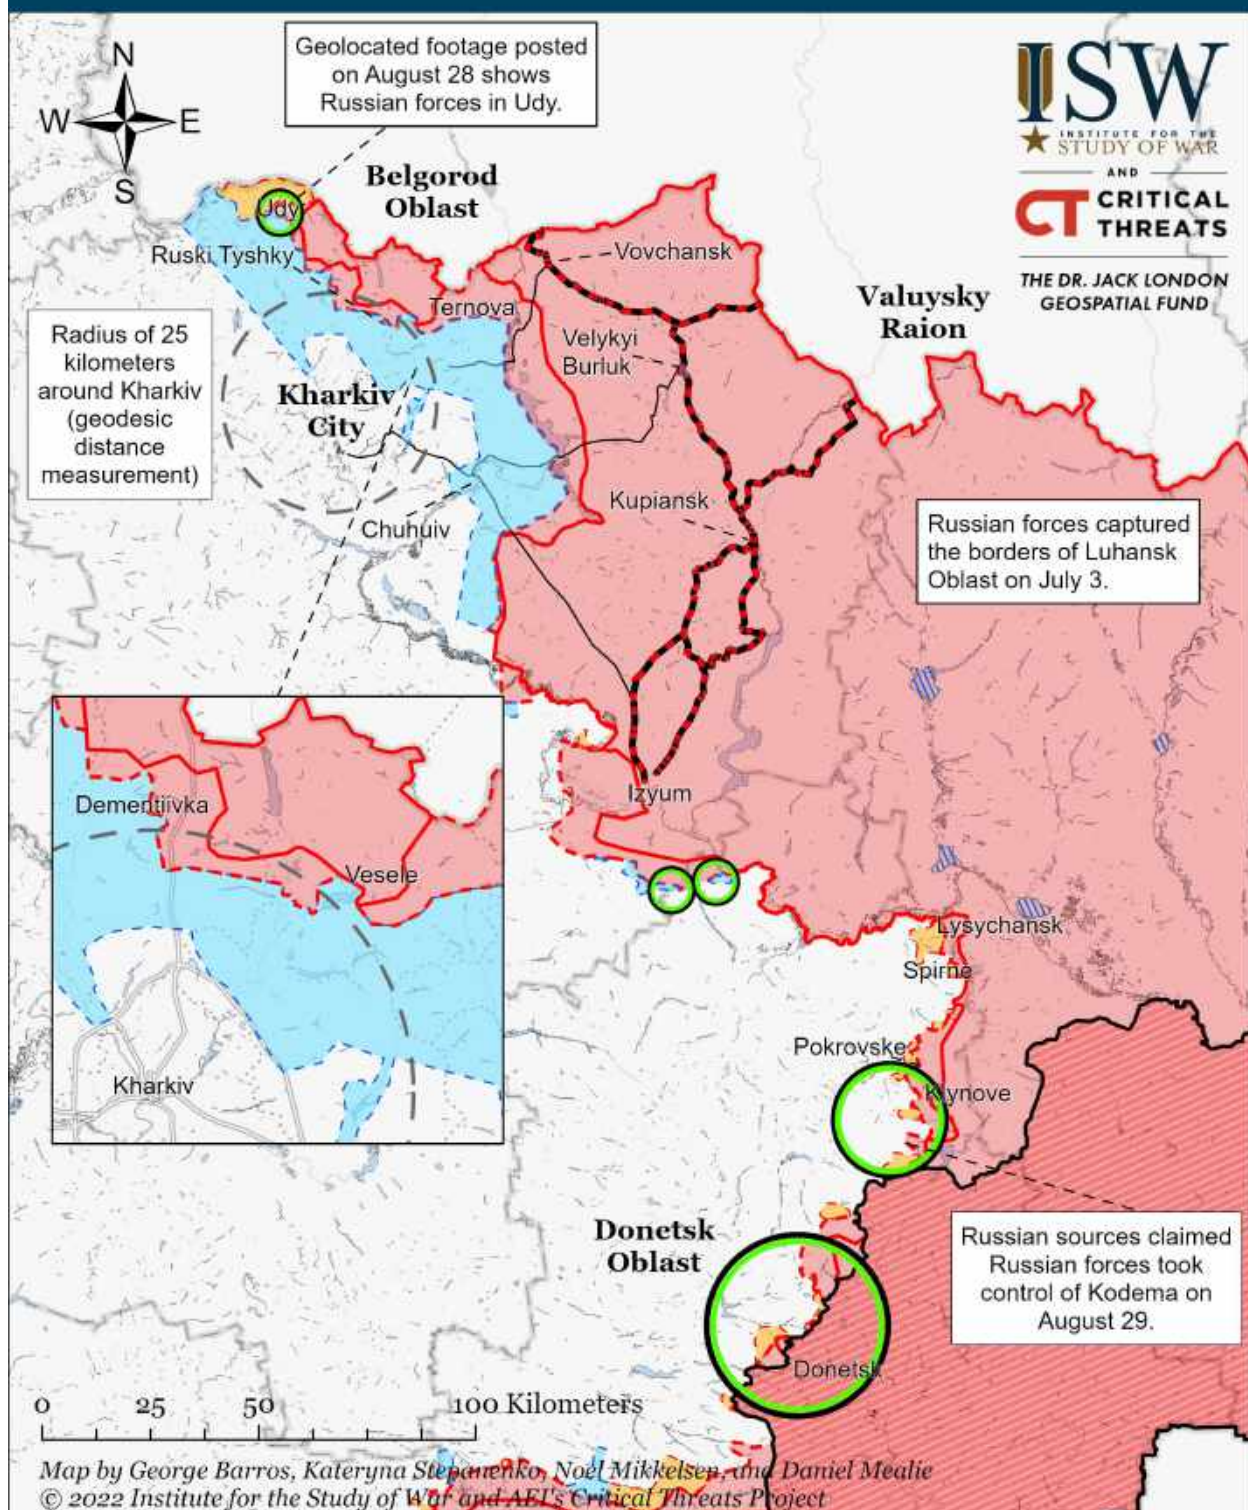 Geolocated footage posted
on August 28 shows
Russian forces in Udy.
N
W
E
S
ISW
INSTITUTE FOR THE
STUDY OF WAR
AND
CT CRITICAL
THREATS
THE DR. JACK LONDON
GEOSPATIAL FUND
Belgorod
Oblast
Udy
Ruski Tyshky
Vovchansk
Ternova
Valuysky
Raion
Velykyi
Burluk
Radius of 25
kilometers
around Kharkiv
(geodesic
distance
measurement)
Kharkiv
City
Kupiansk
Chuhuiv
Russian forces captured
the borders of Luhansk
Oblast on July 3.
Dementiivka
Vesele
Kharkiv
Izyum
Lysychansk
Spirne
Pokrovske
Klynove
Donetsk
Oblast
Russian sources claimed
Russian forces took
control of Kodema on
August 29.
Donetsk
0 25 50 100 Kilometers
Map by George Barros, Kateryna Stepanenko, Noel Mikkelsen, and Daniel Mealie
© 2022 Institute for the Study of War and AEI's Critical Threats Project